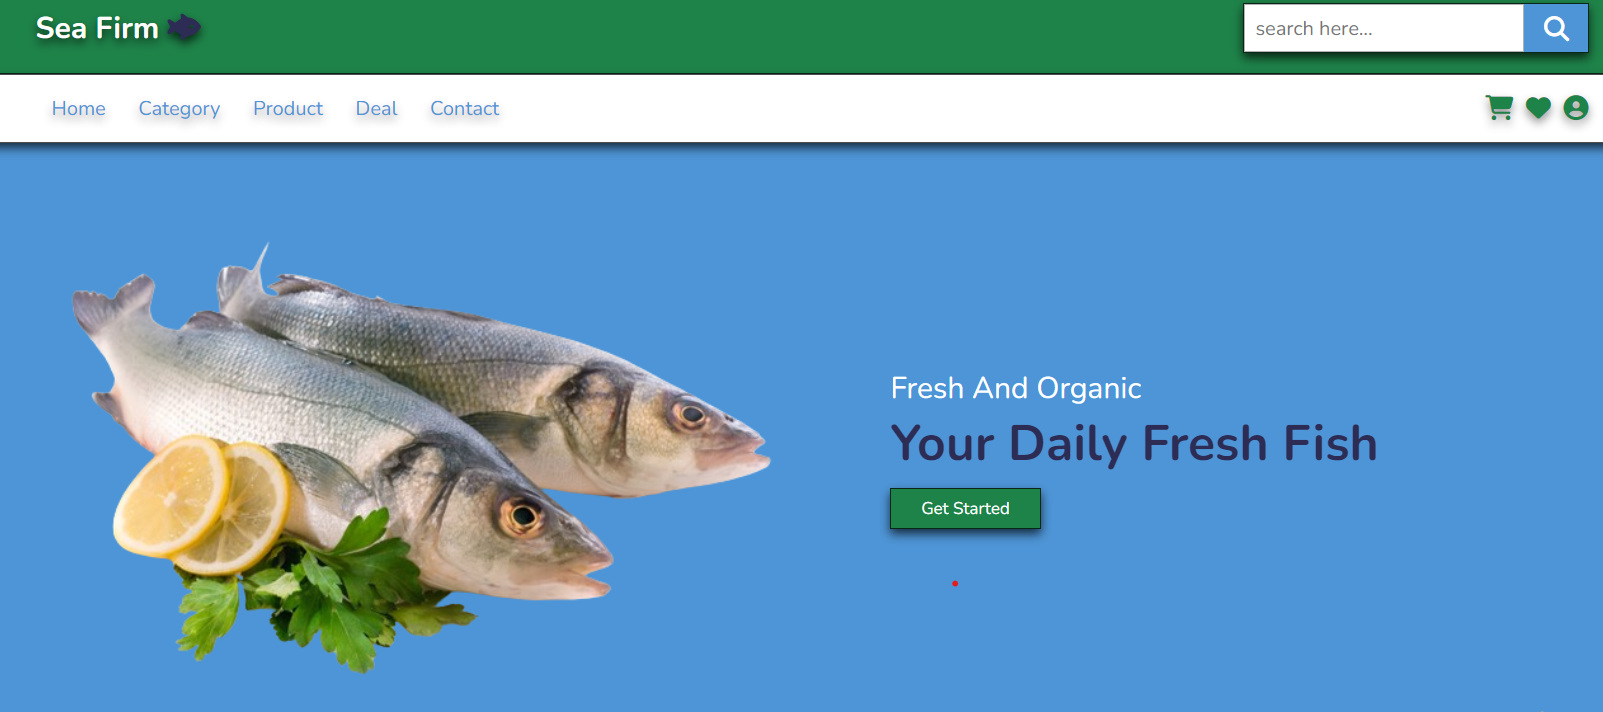 Sea Firm
search here...
Home Category Product Deal Contact
Fresh And Organic
Your Daily Fresh Fish
Get Started